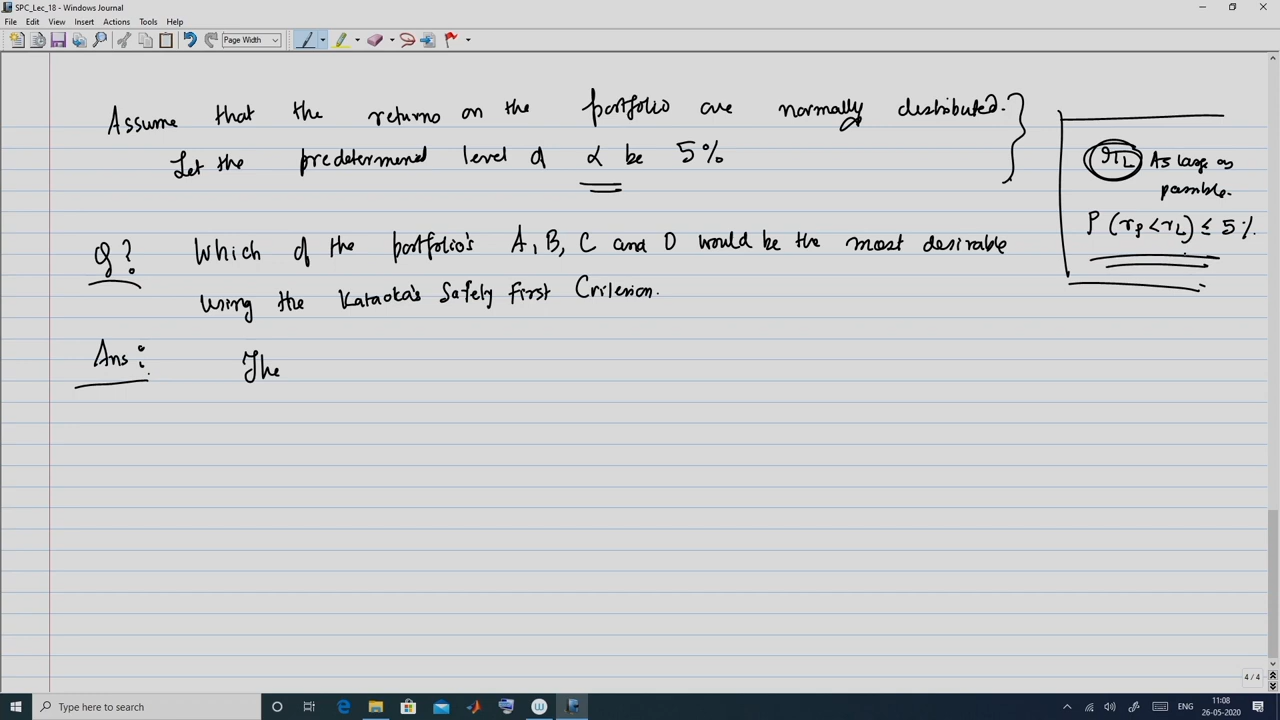 SPC_Lec_18 - Windows Journal
File Edit View Insert Actions Tools Help
Page Width
Assume that the returns on the portfolio are normally distributed.
Let the predetermined level of α be 5%
r_L As large as
possible.
P (r_P < r_L) ≤ 5%.
Q? Which of the portfolio's A, B, C and D would be the most desirable
using the Kataoka's Safety First Criterion.
Ans: The
4 / 4
Type here to search
ENG
11:08
26-05-2020